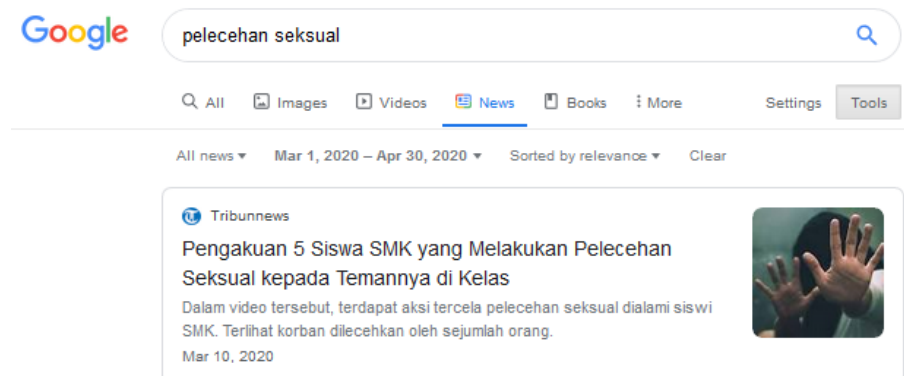 Google
pelecehan seksual
All Images Videos News Books More Settings Tools
All news Mar 1, 2020 – Apr 30, 2020 Sorted by relevance Clear
Tribunnews
Pengakuan 5 Siswa SMK yang Melakukan Pelecehan
Seksual kepada Temannya di Kelas
Dalam video tersebut, terdapat aksi tercela pelecehan seksual dialami siswi
SMK. Terlihat korban dilecehkan oleh sejumlah orang.
Mar 10, 2020